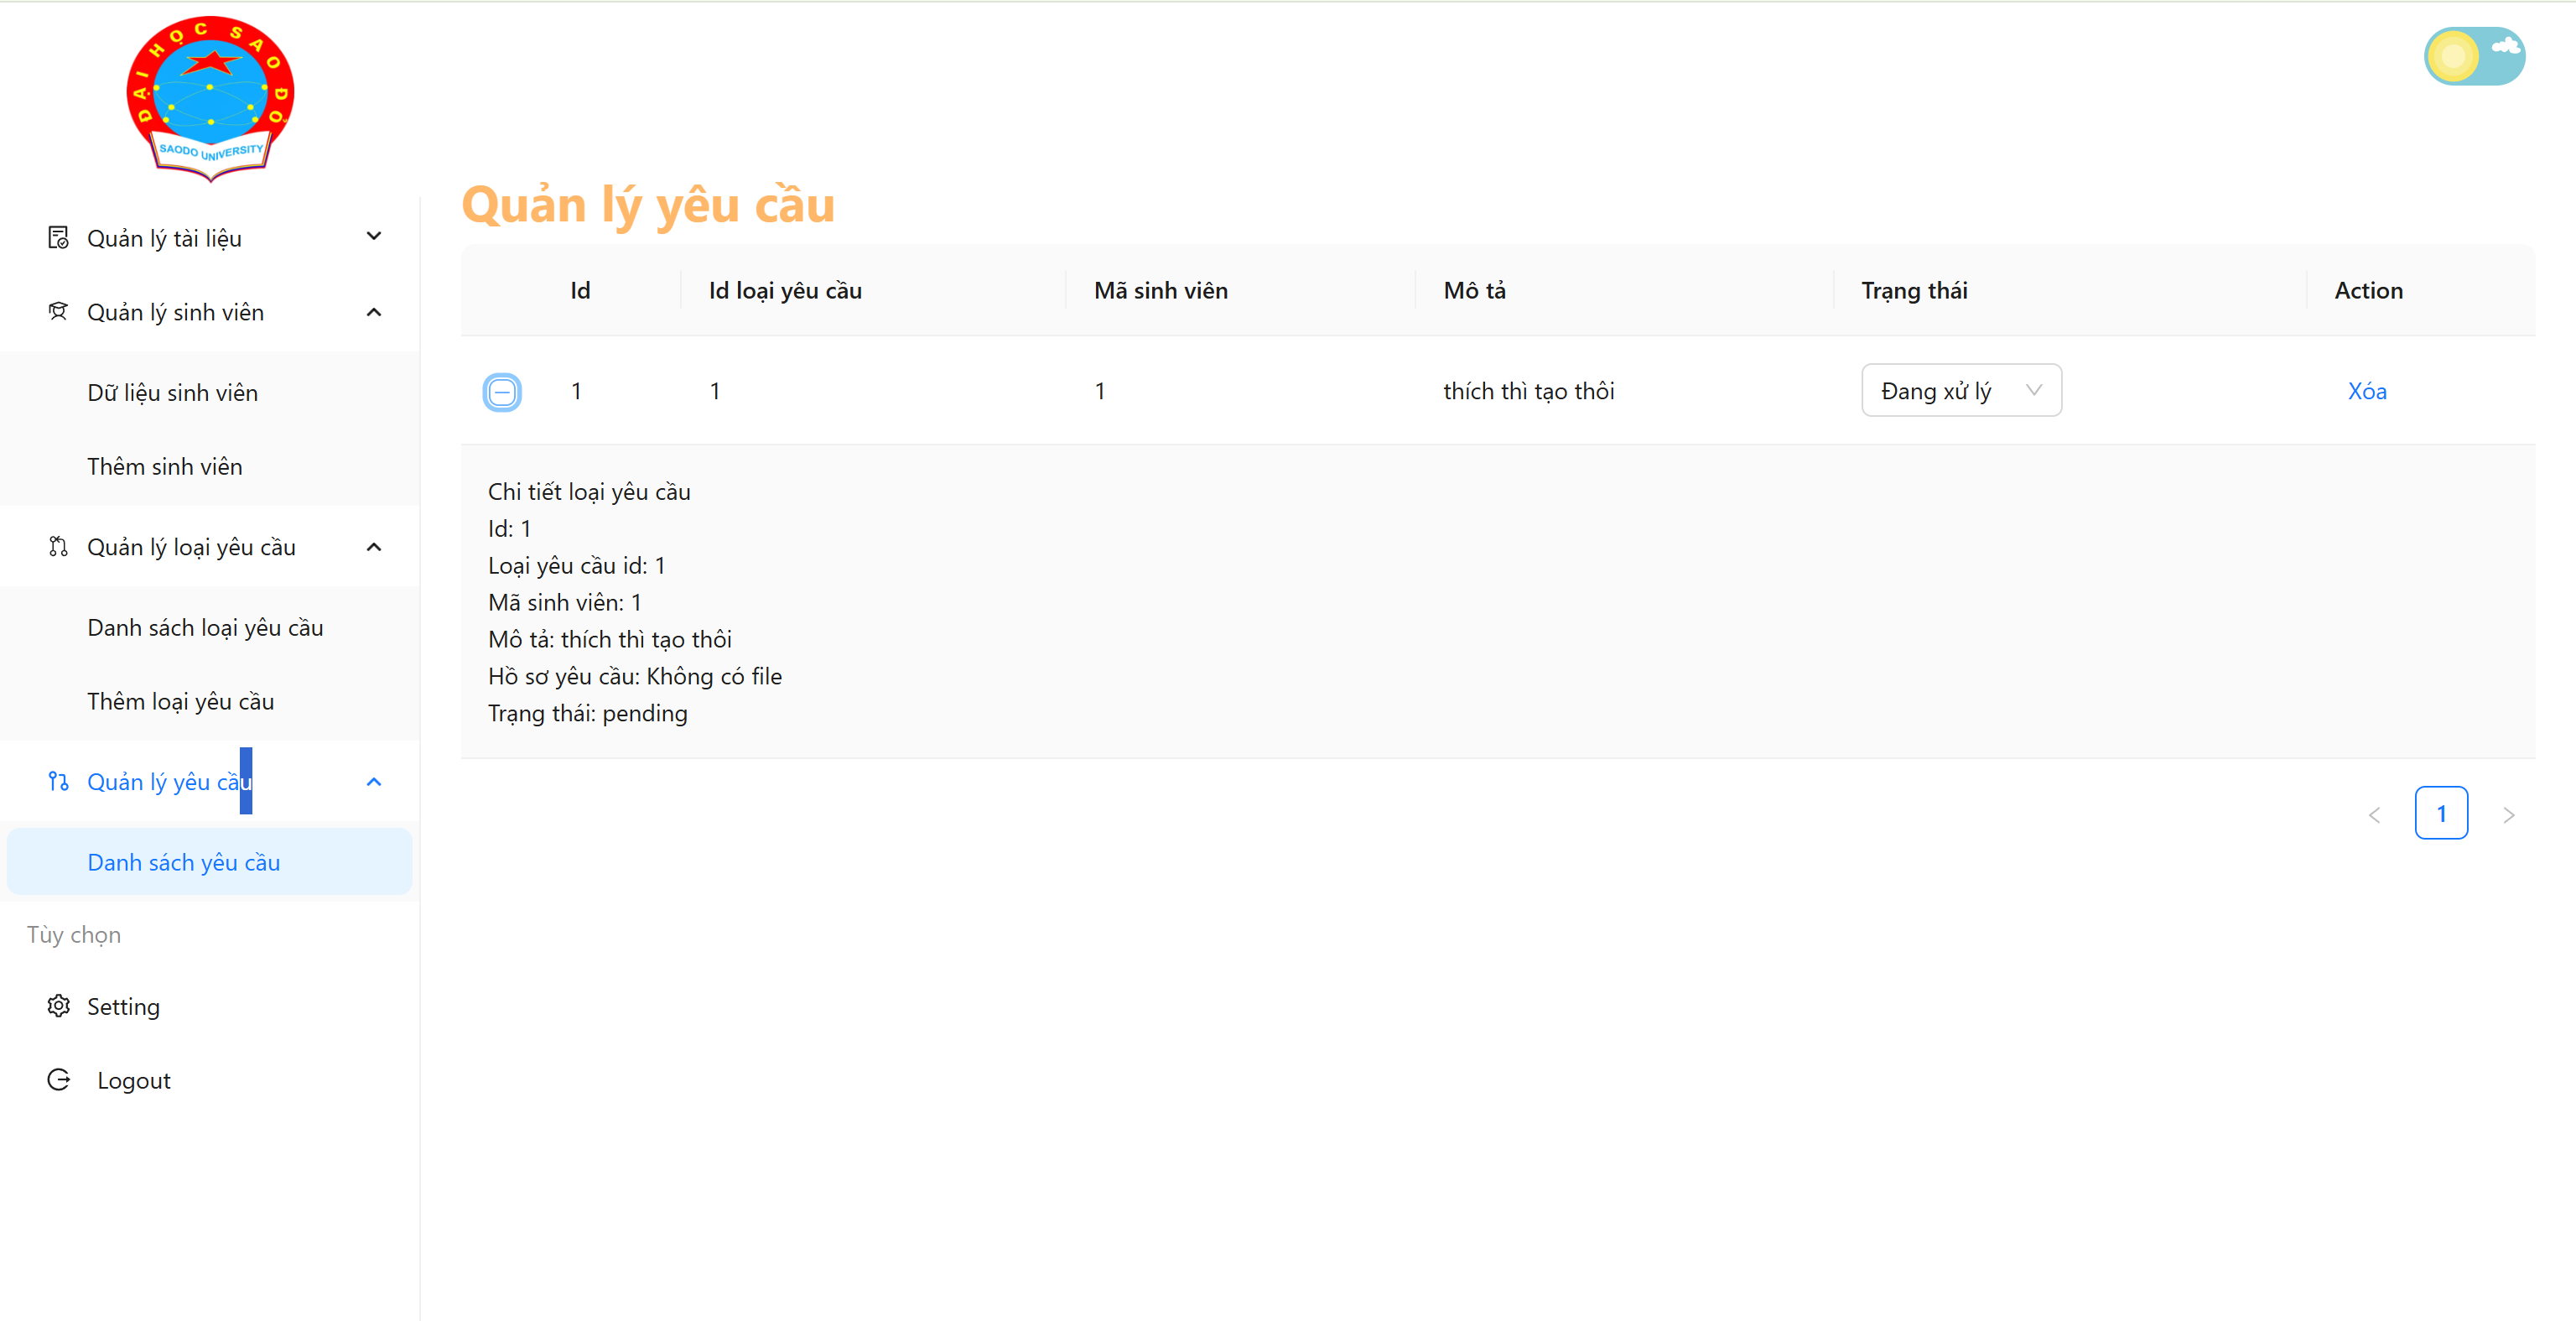 ĐẠI HỌC SAO ĐỎ
SAODO UNIVERSITY
Quản lý tài liệu
Quản lý sinh viên
Dữ liệu sinh viên
Thêm sinh viên
Quản lý loại yêu cầu
Danh sách loại yêu cầu
Thêm loại yêu cầu
Quản lý yêu cầu
Danh sách yêu cầu
Tùy chọn
Setting
Logout
Quản lý yêu cầu
Id Id loại yêu cầu Mã sinh viên Mô tả Trạng thái Action
1 1 1 thích thì tạo thôi Đang xử lý Xóa
Chi tiết loại yêu cầu
Id: 1
Loại yêu cầu id: 1
Mã sinh viên: 1
Mô tả: thích thì tạo thôi
Hồ sơ yêu cầu: Không có file
Trạng thái: pending
1